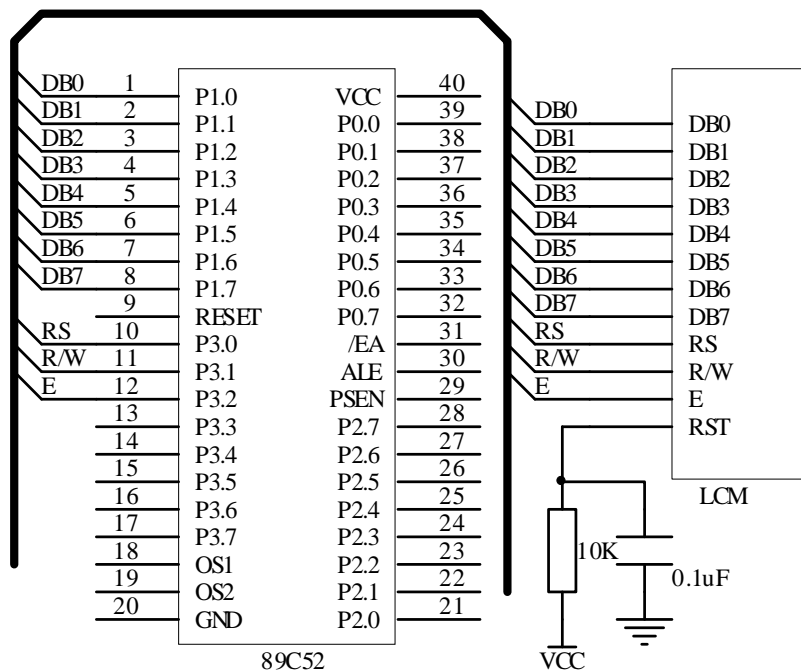 DB0 1 P1.0 VCC 40
DB1 2 P1.1 P0.0 39 DB0 DB0
DB2 3 P1.2 P0.1 38 DB1 DB1
DB3 4 P1.3 P0.2 37 DB2 DB2
DB4 5 P1.4 P0.3 36 DB3 DB3
DB5 6 P1.5 P0.4 35 DB4 DB4
DB6 7 P1.6 P0.5 34 DB5 DB5
DB7 8 P1.7 P0.6 33 DB6 DB6
9 RESET P0.7 32 DB7 DB7
RS 10 P3.0 /EA 31 RS RS
R/W 11 P3.1 ALE 30 R/W R/W
E 12 P3.2 PSEN 29 E E
13 P3.3 P2.7 28 RST
14 P3.4 P2.6 27
15 P3.5 P2.5 26
16 P3.6 P2.4 25 LCM
17 P3.7 P2.3 24
18 OS1 P2.2 23 10K
19 OS2 P2.1 22 0.1uF
20 GND P2.0 21
89C52 VCC